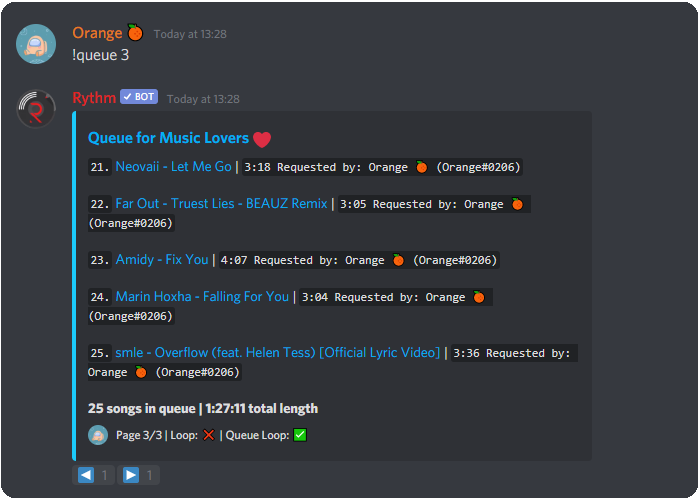 Orange 🍊 Today at 13:28
!queue 3
Rythm ✓ BOT Today at 13:28
Queue for Music Lovers ❤️
21. Neovaii - Let Me Go | 3:18 Requested by: Orange 🍊 (Orange#0206)
22. Far Out - Truest Lies - BEAUZ Remix | 3:05 Requested by: Orange 🍊
(Orange#0206)
23. Amidy - Fix You | 4:07 Requested by: Orange 🍊 (Orange#0206)
24. Marin Hoxha - Falling For You | 3:04 Requested by: Orange 🍊
(Orange#0206)
25. smle - Overflow (feat. Helen Tess) [Official Lyric Video] | 3:36 Requested by:
Orange 🍊 (Orange#0206)
25 songs in queue | 1:27:11 total length
Page 3/3 | Loop: ❌ | Queue Loop: ✅
◀ 1 ▶ 1